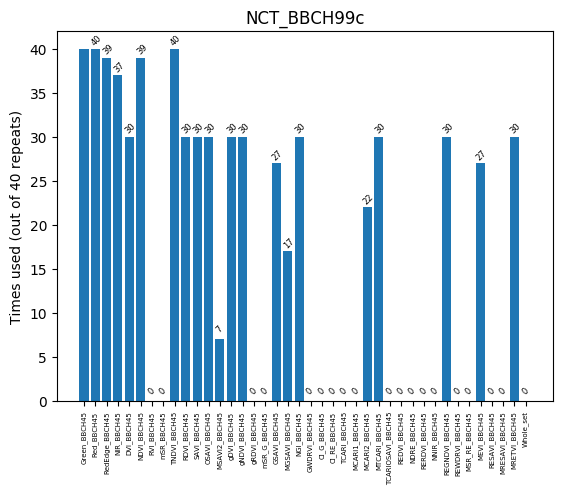 NCT_BBCH99c
Times used (out of 40 repeats)
40
35
30
25
20
15
10
5
0
40
39
37
30
39
0
0
40
30
30
30
7
30
30
0
0
27
17
30
0
0
0
0
0
22
30
0
0
0
0
0
30
0
0
27
0
0
30
0
Green_BBCH45
Red_BBCH45
RedEdge_BBCH45
NIR_BBCH45
DVI_BBCH45
NDVI_BBCH45
RVI_BBCH45
mSR_BBCH45
TNDVI_BBCH45
RDVI_BBCH45
SAVI_BBCH45
OSAVI_BBCH45
MSAVI2_BBCH45
gDVI_BBCH45
gNDVI_BBCH45
gRDVI_BBCH45
mSR_G_BBCH45
GSAVI_BBCH45
MGSAVI_BBCH45
NGI_BBCH45
GWDRVI_BBCH45
CI_G_BBCH45
CI_RE_BBCH45
TCARI_BBCH45
MCARI1_BBCH45
MCARI2_BBCH45
MTCARI_BBCH45
TCARIOSAVI_BBCH45
REDVI_BBCH45
NDRE_BBCH45
RERDVI_BBCH45
NNIR_BBCH45
REGNDVI_BBCH45
REWDRVI_BBCH45
MSR_RE_BBCH45
MEVI_BBCH45
RESAVI_BBCH45
MRESAVI_BBCH45
MRETVI_BBCH45
Whole_set